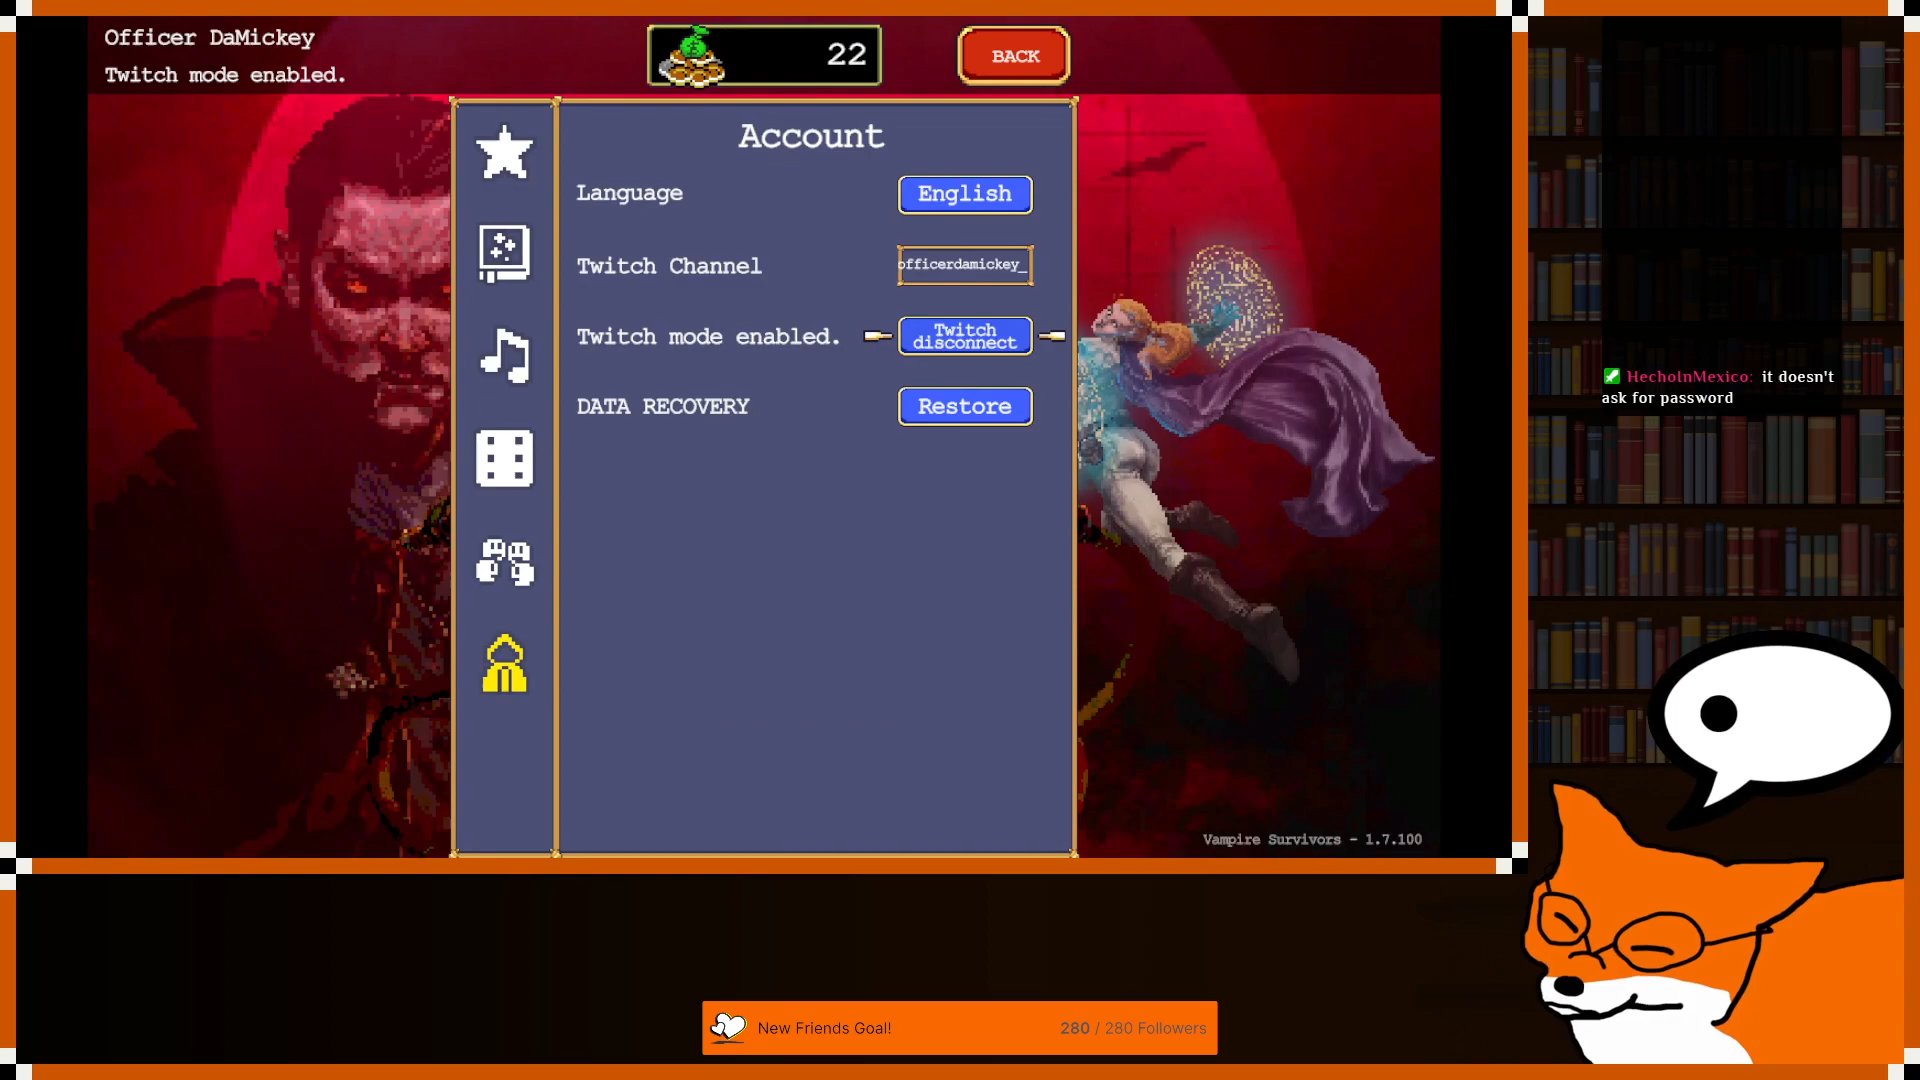 Officer DaMickey
Twitch mode enabled.
22
BACK
Account
Language
English
Twitch Channel
officerdamickey_
Twitch mode enabled.
Twitch
disconnect
DATA RECOVERY
Restore
Vampire Survivors - 1.7.100
HechoInMexico: it doesn't
ask for password
New Friends Goal!
280 / 280 Followers